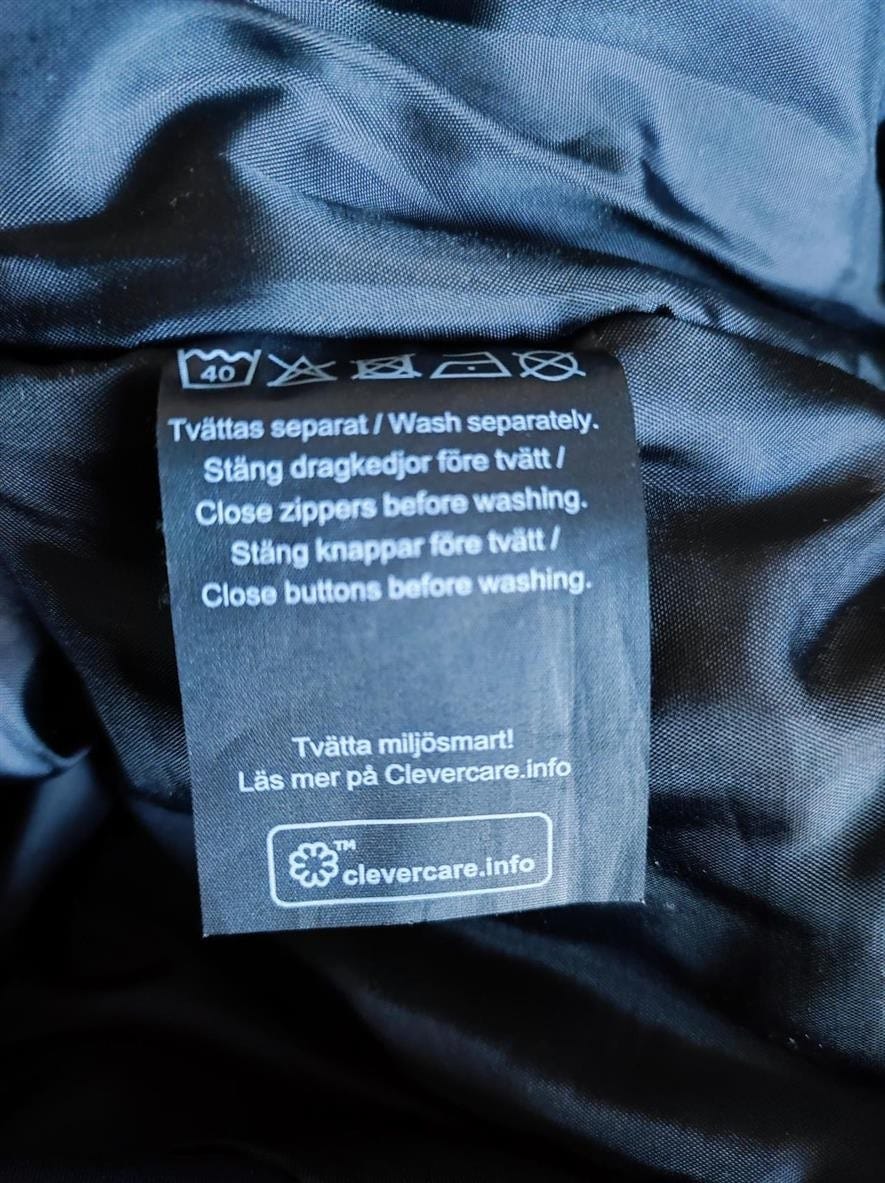 40
Tvättas separat / Wash separately.
Stäng dragkedjor före tvätt /
Close zippers before washing.
Stäng knappar före tvätt /
Close buttons before washing.
Tvätta miljösmart!
Läs mer på Clevercare.info
™
clevercare.info